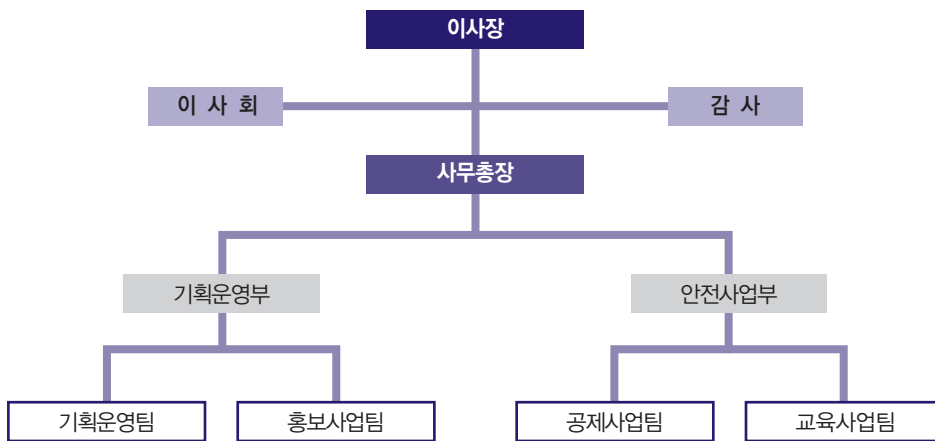 이사장
이 사 회
감 사
사무총장
기획운영부
안전사업부
기획운영팀
홍보사업팀
공제사업팀
교육사업팀